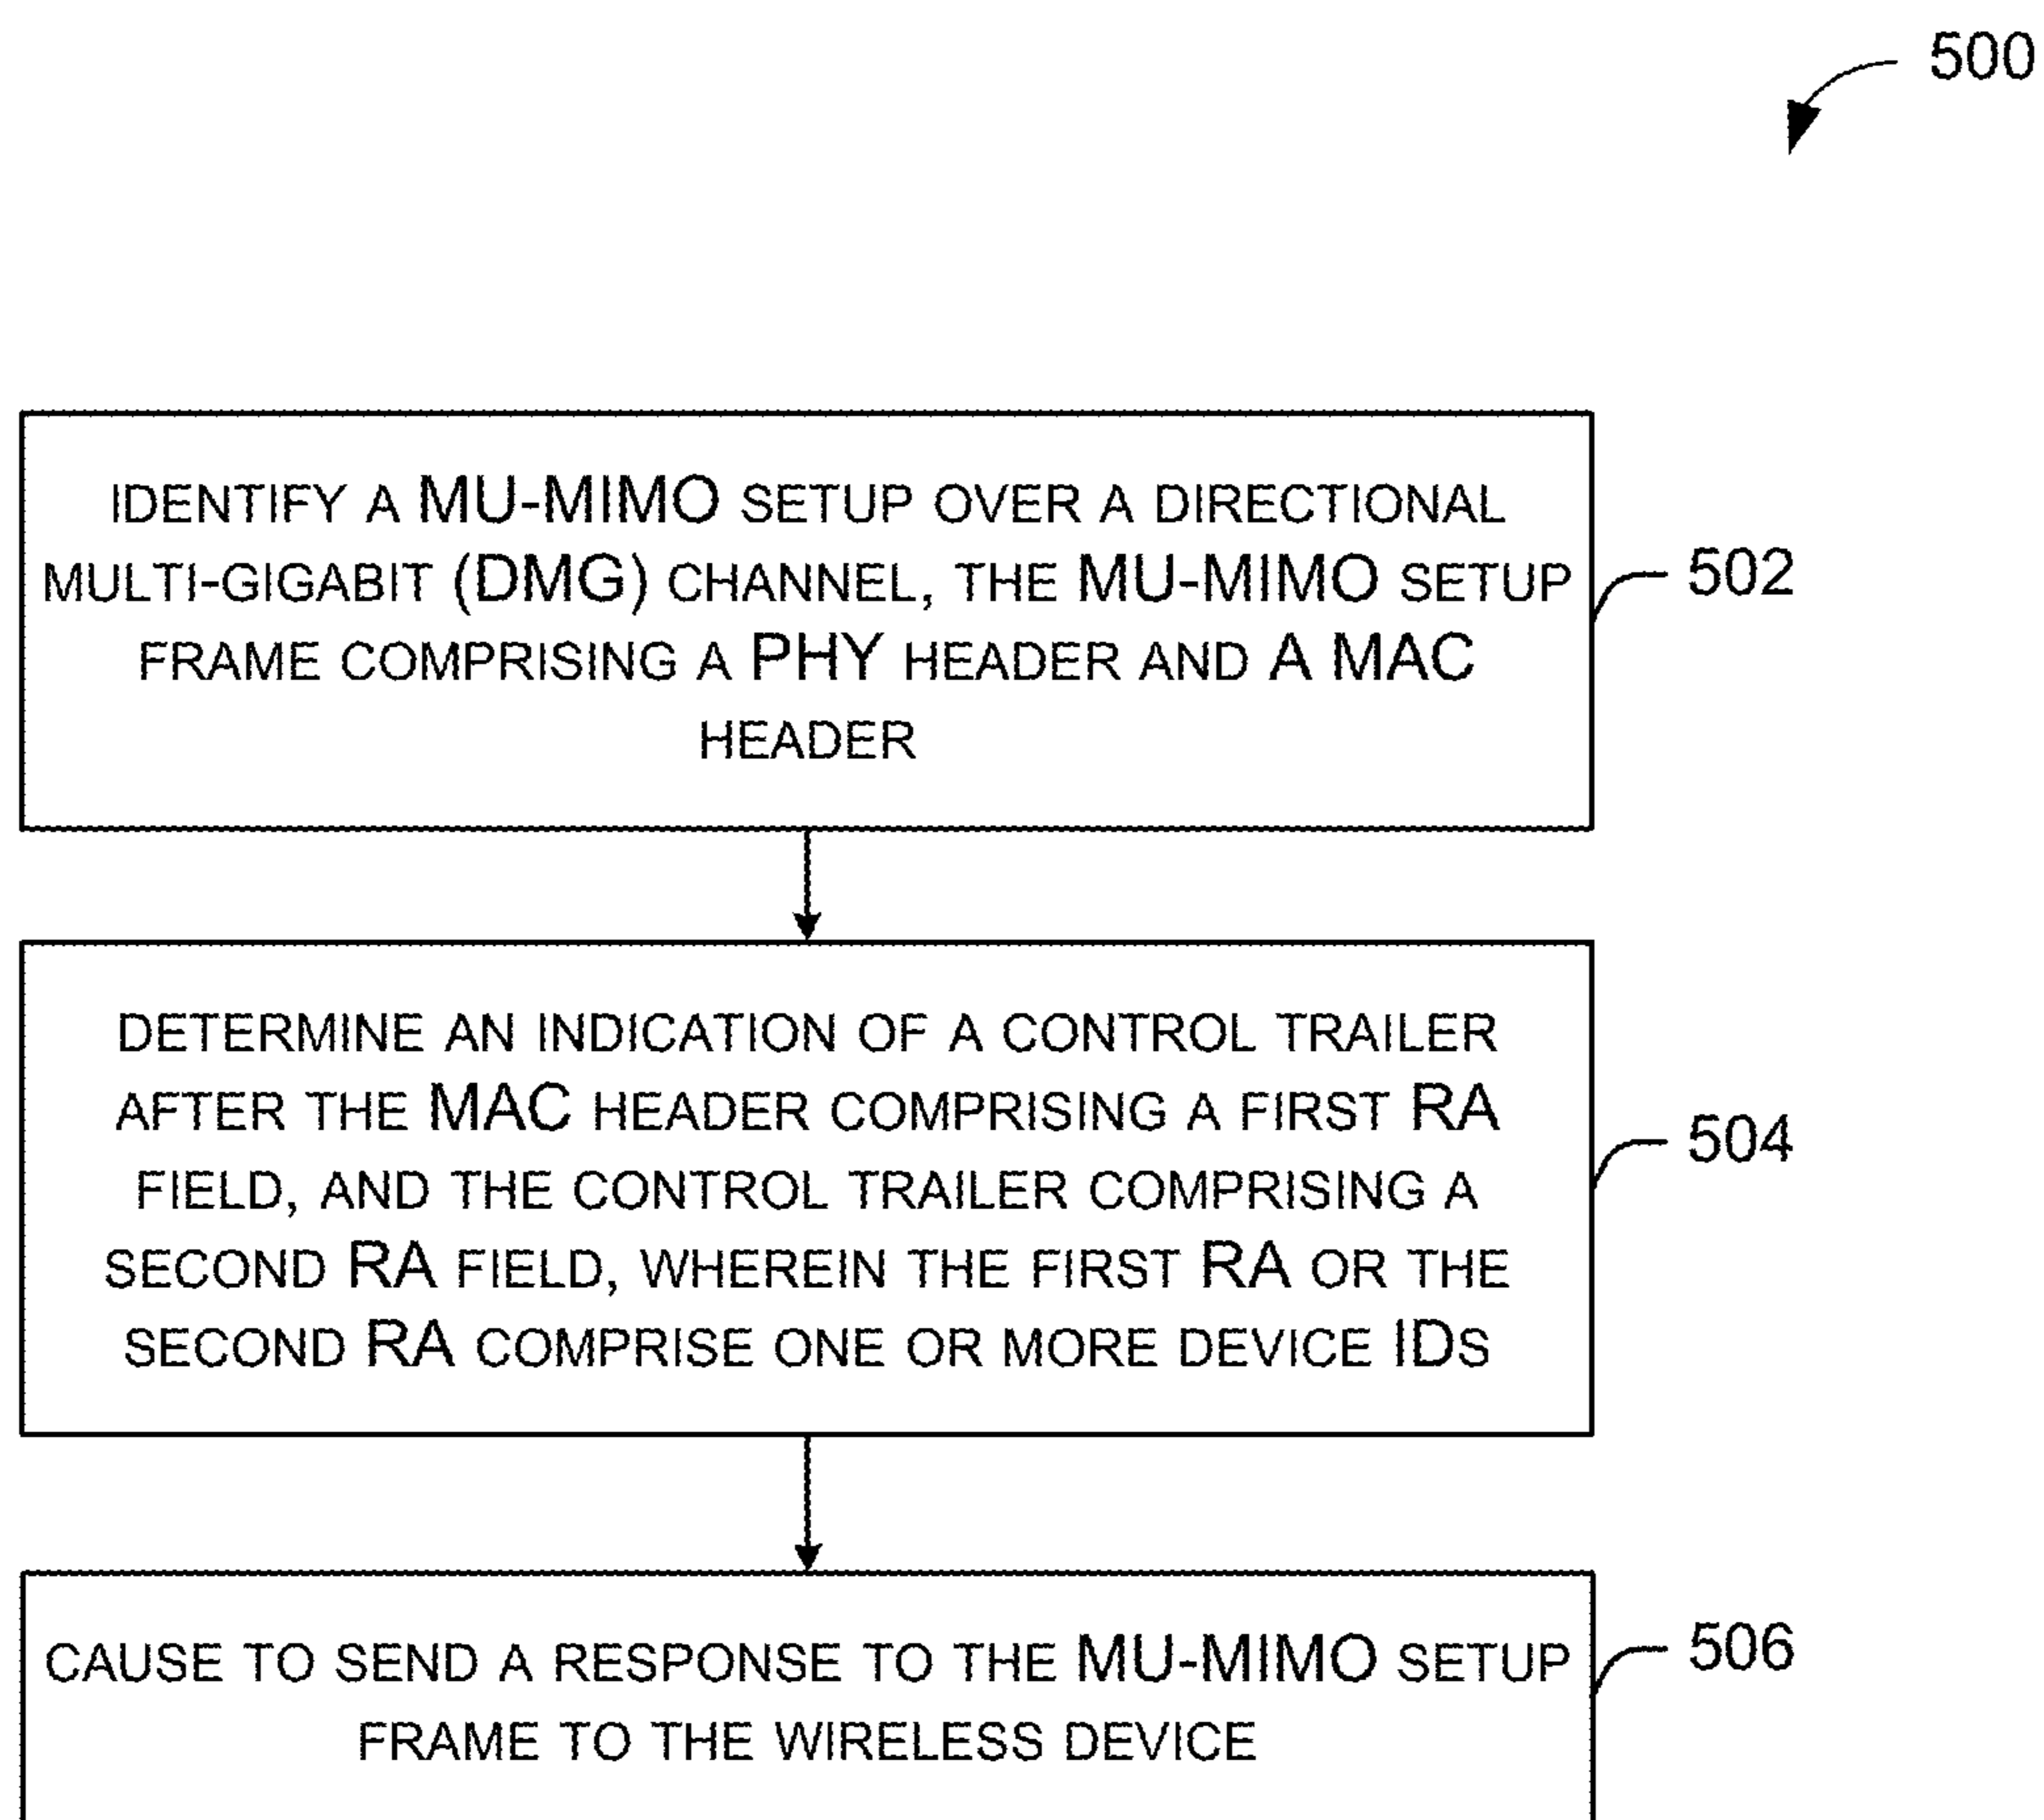 500
IDENTIFY A MU-MIMO SETUP OVER A DIRECTIONAL
MULTI-GIGABIT (DMG) CHANNEL, THE MU-MIMO SETUP
FRAME COMPRISING A PHY HEADER AND A MAC
HEADER
502
DETERMINE AN INDICATION OF A CONTROL TRAILER
AFTER THE MAC HEADER COMPRISING A FIRST RA
FIELD, AND THE CONTROL TRAILER COMPRISING A
SECOND RA FIELD, WHEREIN THE FIRST RA OR THE
SECOND RA COMPRISE ONE OR MORE DEVICE IDS
504
CAUSE TO SEND A RESPONSE TO THE MU-MIMO SETUP
FRAME TO THE WIRELESS DEVICE
506